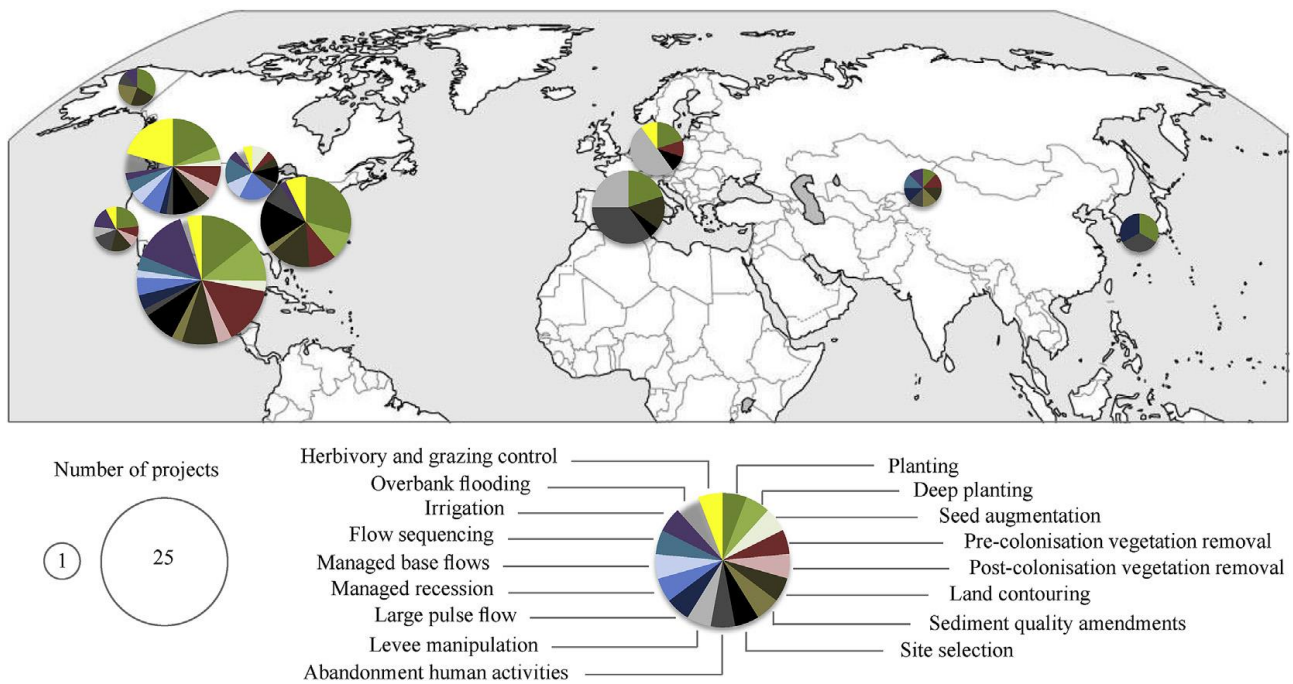 Number of projects
1
25
Herbivory and grazing control
Overbank flooding
Irrigation
Flow sequencing
Managed base flows
Managed recession
Large pulse flow
Levee manipulation
Abandonment human activities
Planting
Deep planting
Seed augmentation
Pre-colonisation vegetation removal
Post-colonisation vegetation removal
Land contouring
Sediment quality amendments
Site selection